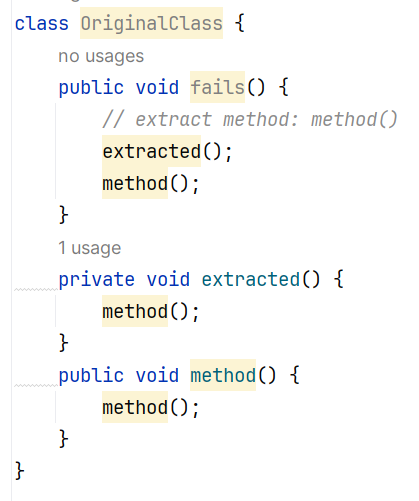 class OriginalClass {
no usages
public void fails() {
// extract method: method()
extracted();
method();
}
1 usage
private void extracted() {
method();
}
public void method() {
method();
}
}